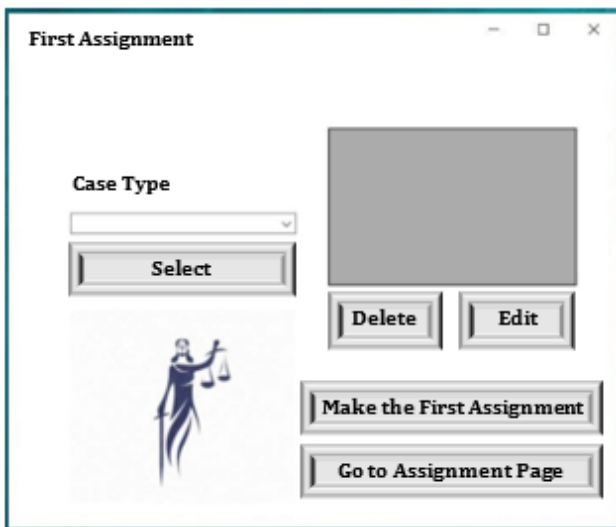 First Assignment
Case Type
Select
Delete
Edit
Make the First Assignment
Go to Assignment Page